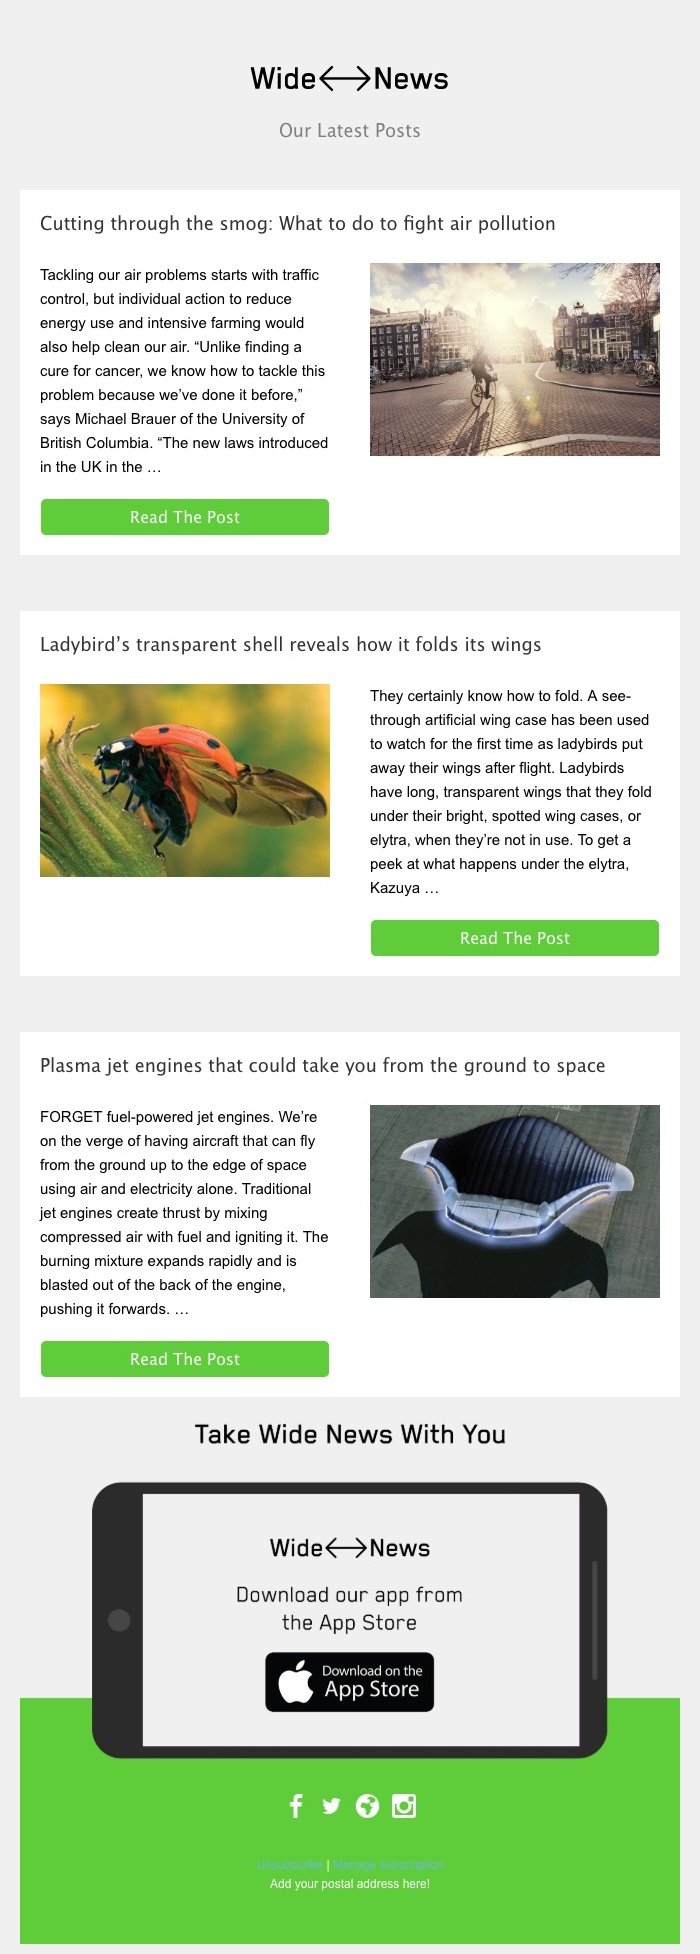 Wide News
Our Latest Posts
Cutting through the smog: What to do to fight air pollution
Tackling our air problems starts with traffic
control, but individual action to reduce
energy use and intensive farming would
also help clean our air. “Unlike finding a
cure for cancer, we know how to tackle this
problem because we’ve done it before,”
says Michael Brauer of the University of
British Columbia. “The new laws introduced
in the UK in the …
Read The Post
Ladybird’s transparent shell reveals how it folds its wings
They certainly know how to fold. A see-
through artificial wing case has been used
to watch for the first time as ladybirds put
away their wings after flight. Ladybirds
have long, transparent wings that they fold
under their bright, spotted wing cases, or
elytra, when they’re not in use. To get a
peek at what happens under the elytra,
Kazuya …
Read The Post
Plasma jet engines that could take you from the ground to space
FORGET fuel-powered jet engines. We’re
on the verge of having aircraft that can fly
from the ground up to the edge of space
using air and electricity alone. Traditional
jet engines create thrust by mixing
compressed air with fuel and igniting it. The
burning mixture expands rapidly and is
blasted out of the back of the engine,
pushing it forwards. …
Read The Post
Take Wide News With You
Wide News
Download our app from
the App Store
Download on the
App Store
Unsubscribe | Manage subscription
Add your postal address here!